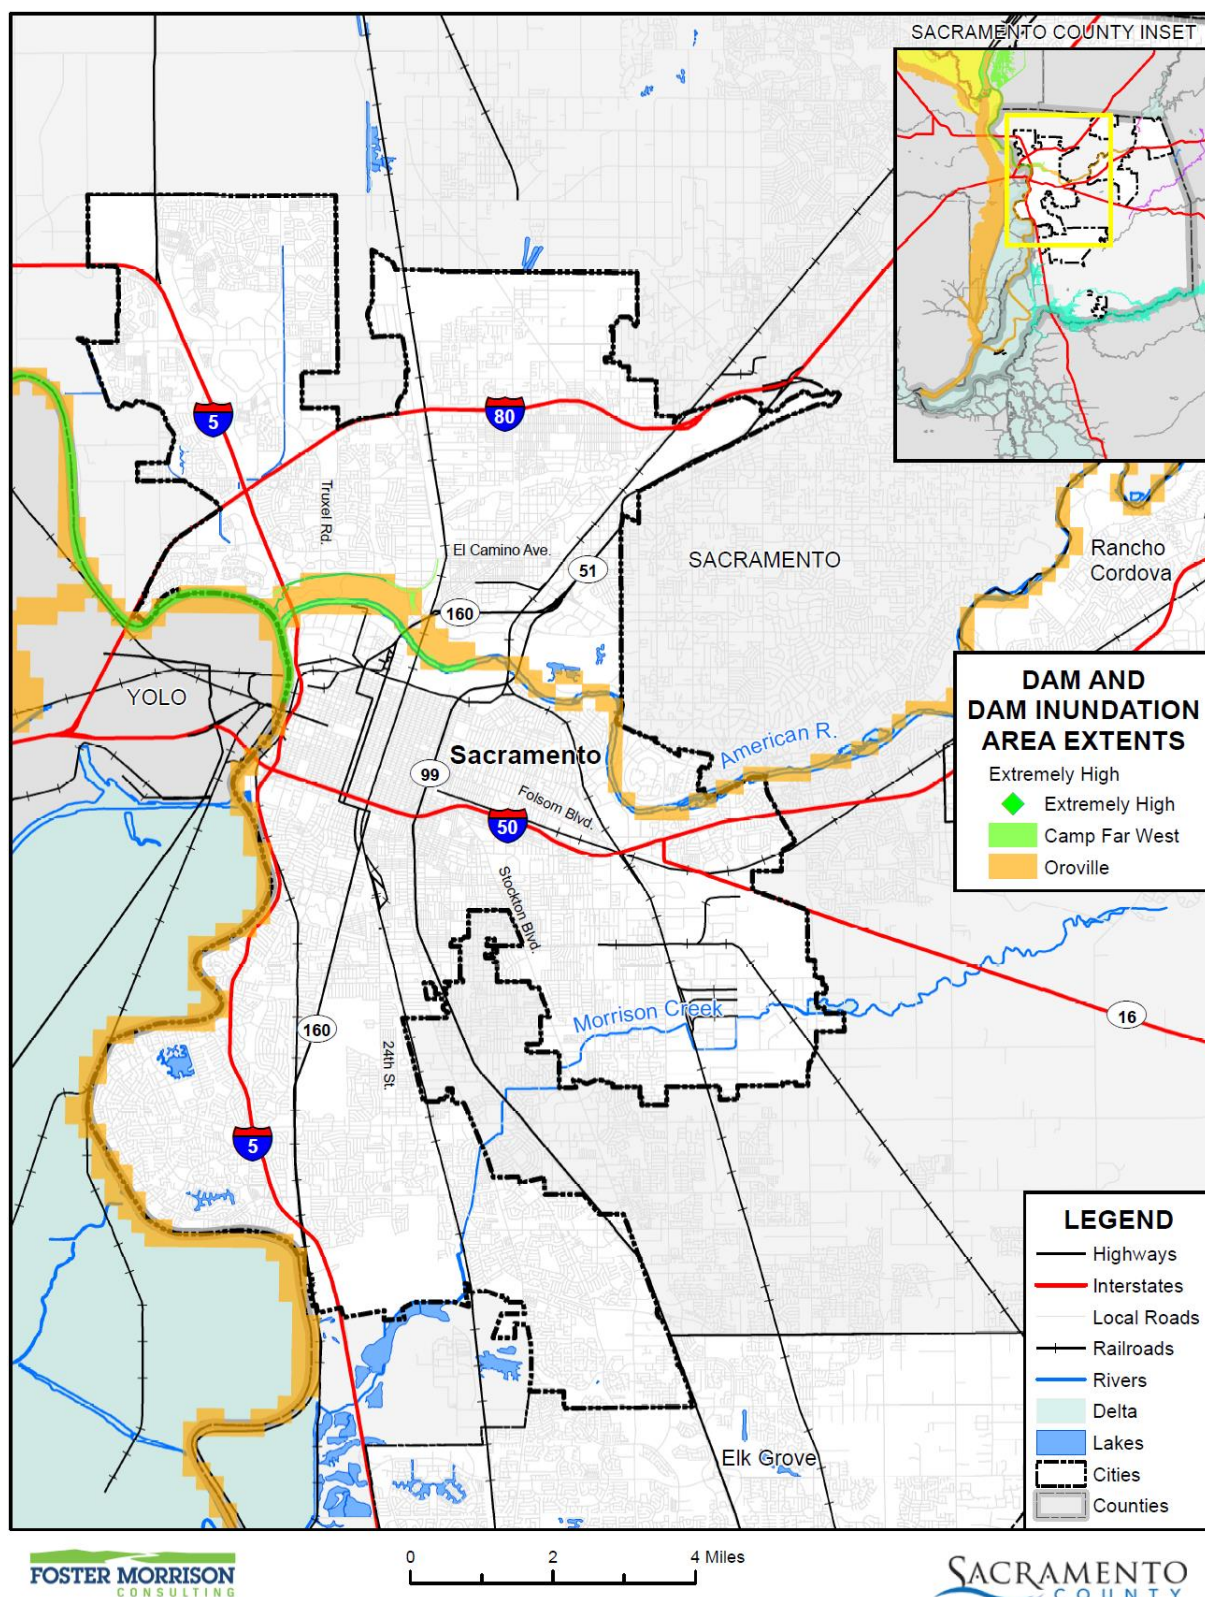 SACRAMENTO COUNTY INSET
5
80
Truxel Rd.
El Camino Ave.
51
SACRAMENTO
Rancho
Cordova
160
YOLO
American R.
Sacramento
99
Folsom Blvd.
50
Stockton Blvd.
DAM AND
DAM INUNDATION
AREA EXTENTS
Extremely High
Extremely High
Camp Far West
Oroville
Morrison Creek
16
160
24th St.
5
Elk Grove
LEGEND
Highways
Interstates
Local Roads
Railroads
Rivers
Delta
Lakes
Cities
Counties
FOSTER MORRISON
CONSULTING
0 2 4 Miles
SACRAMENTO
COUNTY